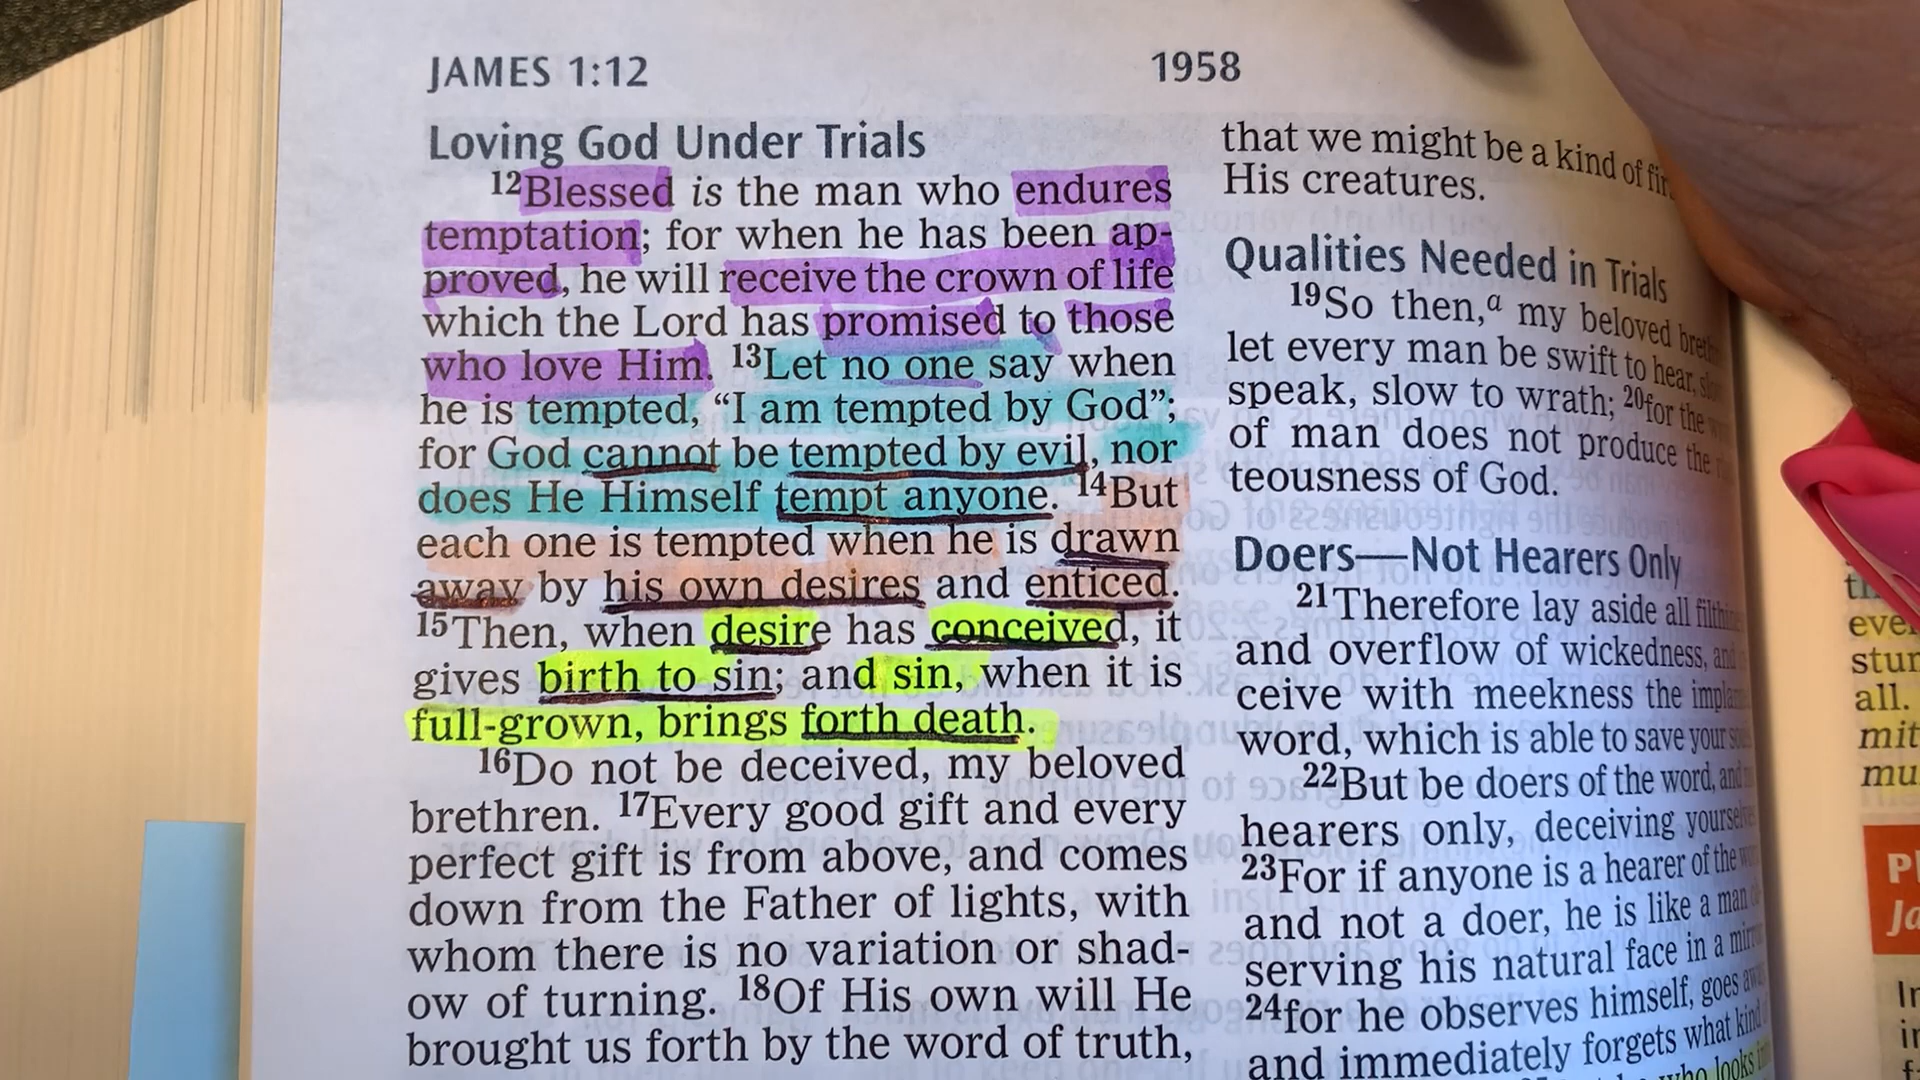 JAMES 1:12
1958
Loving God Under Trials
12Blessed is the man who endures
temptation; for when he has been ap-
proved, he will receive the crown of life
which the Lord has promised to those
who love Him. 13Let no one say when
he is tempted, “I am tempted by God”;
for God cannot be tempted by evil, nor
does He Himself tempt anyone. 14But
each one is tempted when he is drawn
away by his own desires and enticed.
15Then, when desire has conceived, it
gives birth to sin; and sin, when it is
full-grown, brings forth death.
16Do not be deceived, my beloved
brethren. 17Every good gift and every
perfect gift is from above, and comes
down from the Father of lights, with
whom there is no variation or shad-
ow of turning. 18Of His own will He
brought us forth by the word of truth,
that we might be a kind of
His creatures.
Qualities Needed in Trials
19So then,a my beloved
let every man be swift to hear,
speak, slow to wrath; 20for the
of man does not produce the
teousness of God.
Doers—Not Hearers Only
21Therefore lay aside all
and overflow of wickedness,
ceive with meekness the
word, which is able to save your
22But be doers of the word,
hearers only, deceiving
23For if anyone is a hearer of the
and not a doer, he is like a man
serving his natural face in a
24for he observes himself, goes
and immediately forgets what kind
who looks
all.